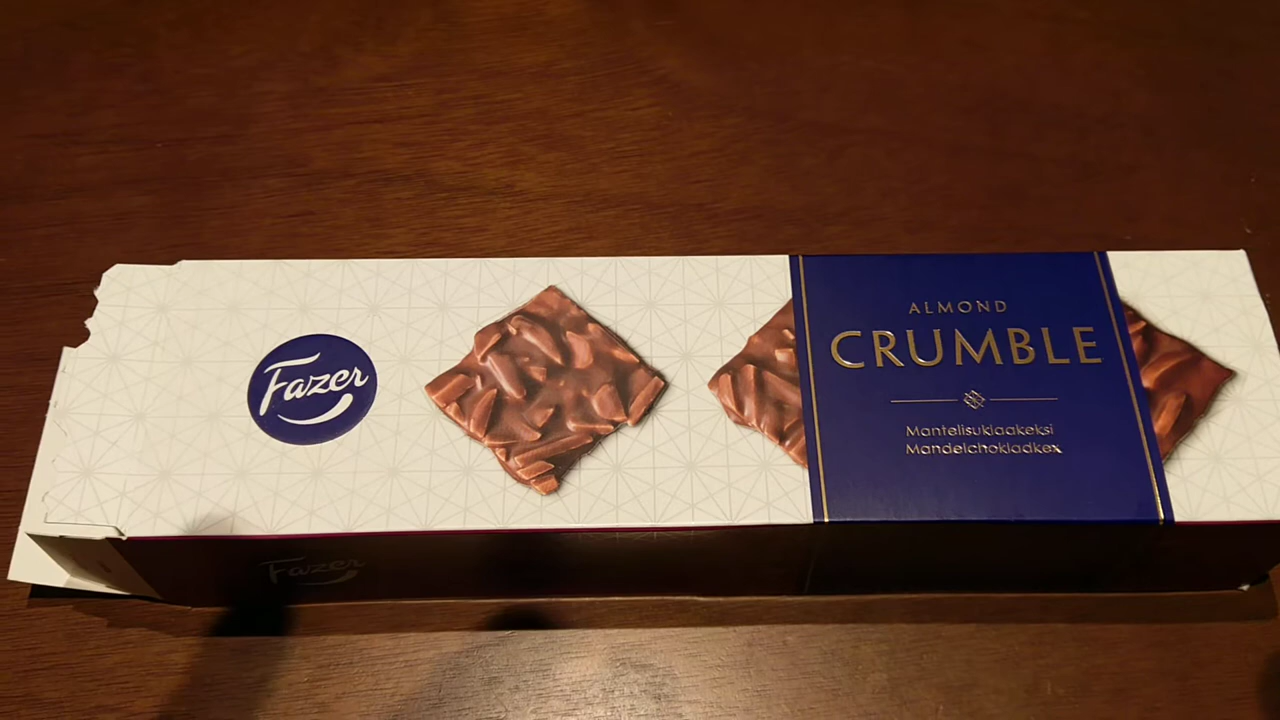 Fazer
ALMOND
CRUMBLE
Mantelisuklaakeksi
Mandelchokladkex
Fazer